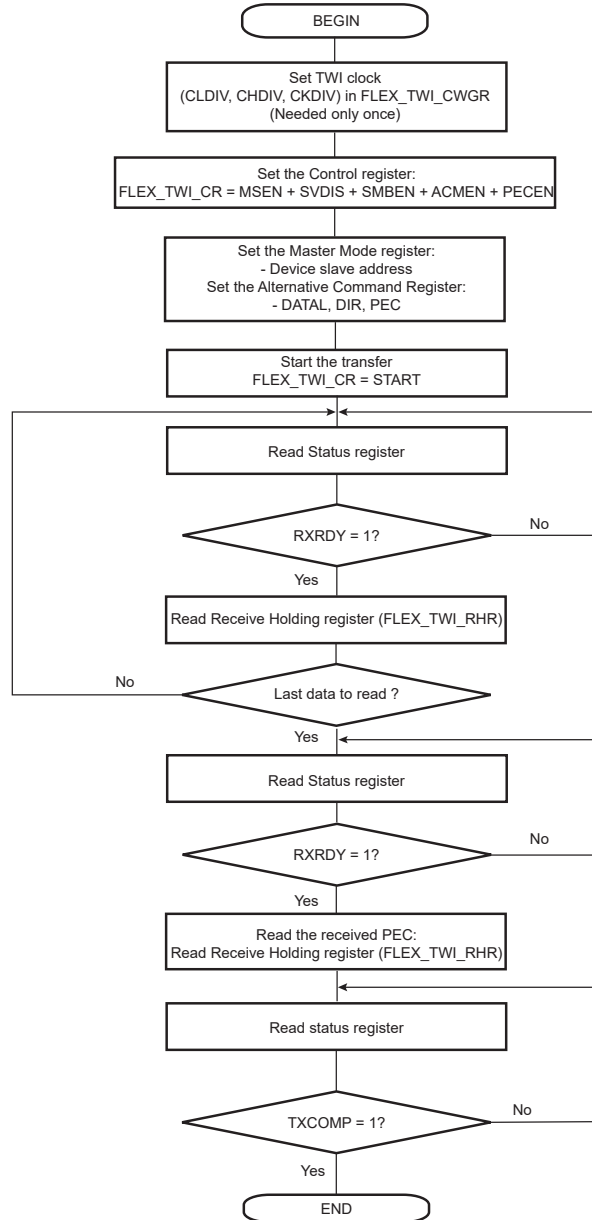 BEGIN
Set TWI clock
(CLDIV, CHDIV, CKDIV) in FLEX_TWI_CWGR
(Needed only once)
Set the Control register:
FLEX_TWI_CR = MSEN + SVDIS + SMBEN + ACMEN + PECEN
Set the Master Mode register:
- Device slave address
Set the Alternative Command Register:
- DATAL, DIR, PEC
Start the transfer
FLEX_TWI_CR = START
Read Status register
RXRDY = 1?
No
Yes
Read Receive Holding register (FLEX_TWI_RHR)
No
Last data to read ?
Yes
Read Status register
RXRDY = 1?
No
Yes
Read the received PEC:
Read Receive Holding register (FLEX_TWI_RHR)
Read status register
TXCOMP = 1?
No
Yes
END